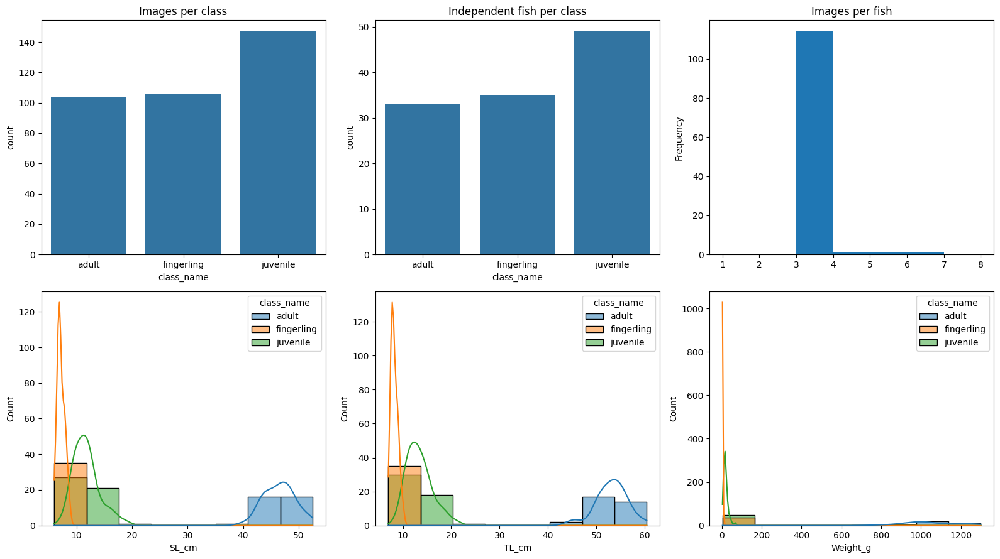 Images per class
140
120
100
80
60
40
20
0
count
adult fingerling juvenile
class_name
Independent fish per class
50
40
30
20
10
0
count
adult fingerling juvenile
class_name
Images per fish
100
80
60
40
20
0
Frequency
1 2 3 4 5 6 7 8
120
100
80
60
40
20
0
Count
class_name
adult
fingerling
juvenile
10 20 30 40 50
SL_cm
120
100
80
60
40
20
0
Count
class_name
adult
fingerling
juvenile
10 20 30 40 50 60
TL_cm
1000
800
600
400
200
0
Count
class_name
adult
fingerling
juvenile
0 200 400 600 800 1000 1200
Weight_g